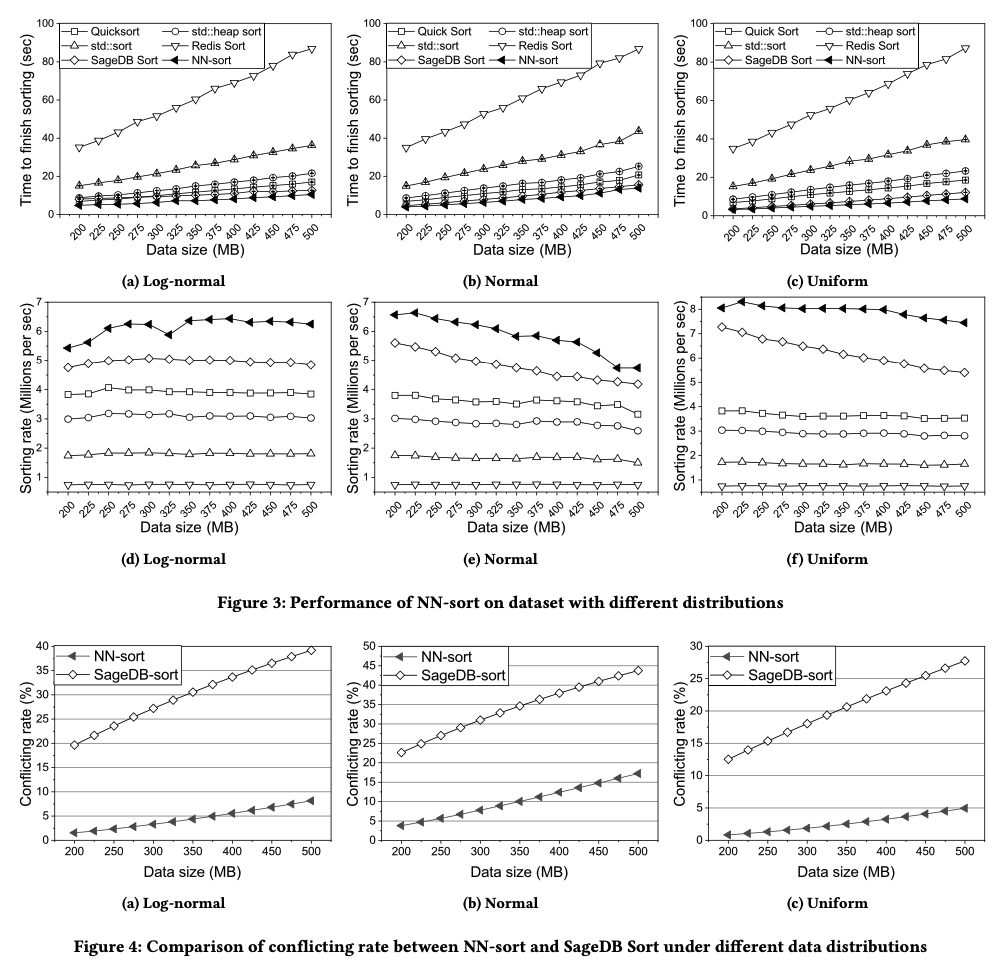 Time to finish sorting (sec)
100
80
60
40
20
0
Quicksort
std::heap sort
std::sort
Redis Sort
SageDB Sort
NN-sort
200 225 250 275 300 325 350 375 400 425 450 475 500
Data size (MB)
(a) Log-normal
Time to finish sorting (sec)
100
80
60
40
20
0
Quick Sort
std::heap sort
std::sort
Redis Sort
SageDB Sort
NN-sort
200 225 250 275 300 325 350 375 400 425 450 475 500
Data size (MB)
(b) Normal
Time to finish sorting (sec)
100
80
60
40
20
0
Quick Sort
std::heap sort
std::sort
Redis Sort
SageDB Sort
NN-sort
200 225 250 275 300 325 350 375 400 425 450 475 500
Data size (MB)
(c) Uniform
Sorting rate (Millions per sec)
7
6
5
4
3
2
1
200 225 250 275 300 325 350 375 400 425 450 475 500
Data size (MB)
(d) Log-normal
Sorting rate (Millions per sec)
7
6
5
4
3
2
1
200 225 250 275 300 325 350 375 400 425 450 475 500
Data size (MB)
(e) Normal
Sorting rate (Millions per sec)
8
7
6
5
4
3
2
1
200 225 250 275 300 325 350 375 400 425 450 475 500
Data size (MB)
(f) Uniform
Figure 3: Performance of NN-sort on dataset with different distributions
Conflicting rate (%)
40
35
30
25
20
15
10
5
0
NN-sort
SageDB-sort
200 250 300 350 400 450 500
Data size (MB)
(a) Log-normal
Conflicting rate (%)
50
45
40
35
30
25
20
15
10
5
0
NN-sort
SageDB-sort
200 250 300 350 400 450 500
Data size (MB)
(b) Normal
Conflicting rate (%)
30
25
20
15
10
5
0
NN-sort
SageDB-sort
200 250 300 350 400 450 500
Data size (MB)
(c) Uniform
Figure 4: Comparison of conflicting rate between NN-sort and SageDB Sort under different data distributions